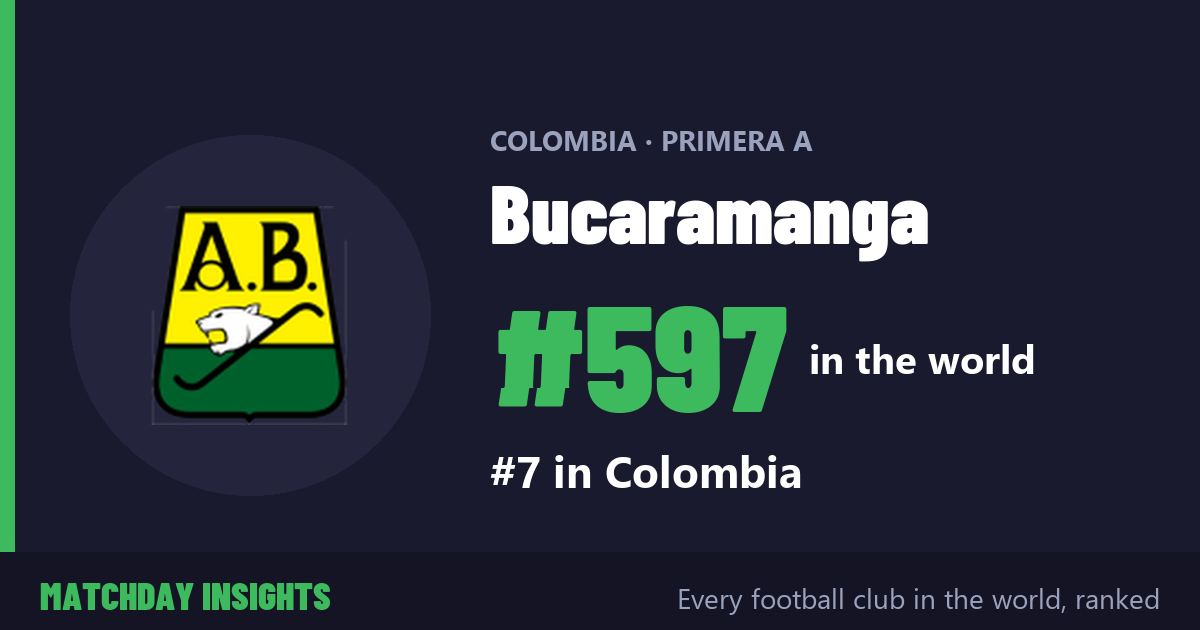 COLOMBIA · PRIMERA A
Bucaramanga
A.B.
#597 in the world
#7 in Colombia
MATCHDAY INSIGHTS
Every football club in the world, ranked